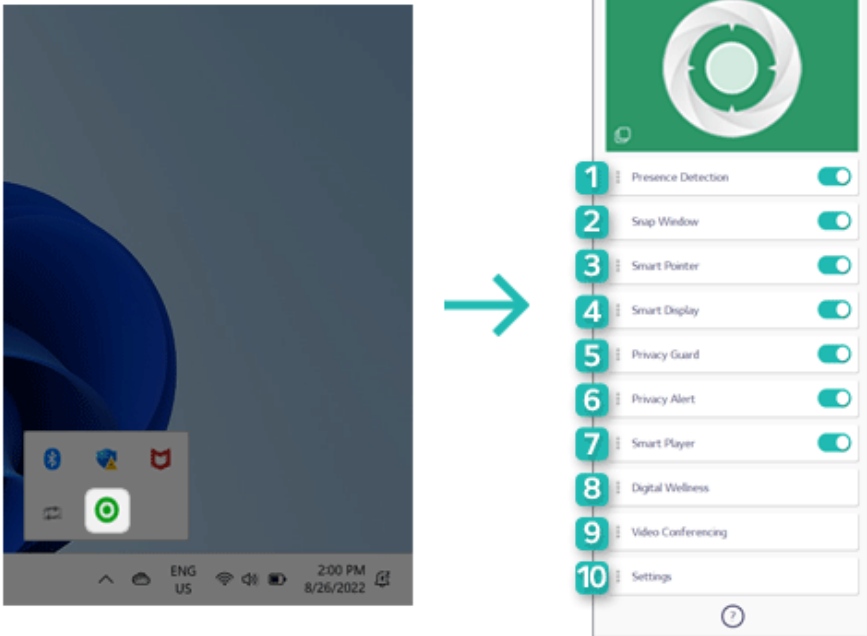 ENG
US
2:00 PM
8/26/2022
1 Presence Detection
2 Snap Window
3 Smart Pointer
4 Smart Display
5 Privacy Guard
6 Privacy Alert
7 Smart Player
8 Digital Wellness
9 Video Conferencing
10 Settings
?